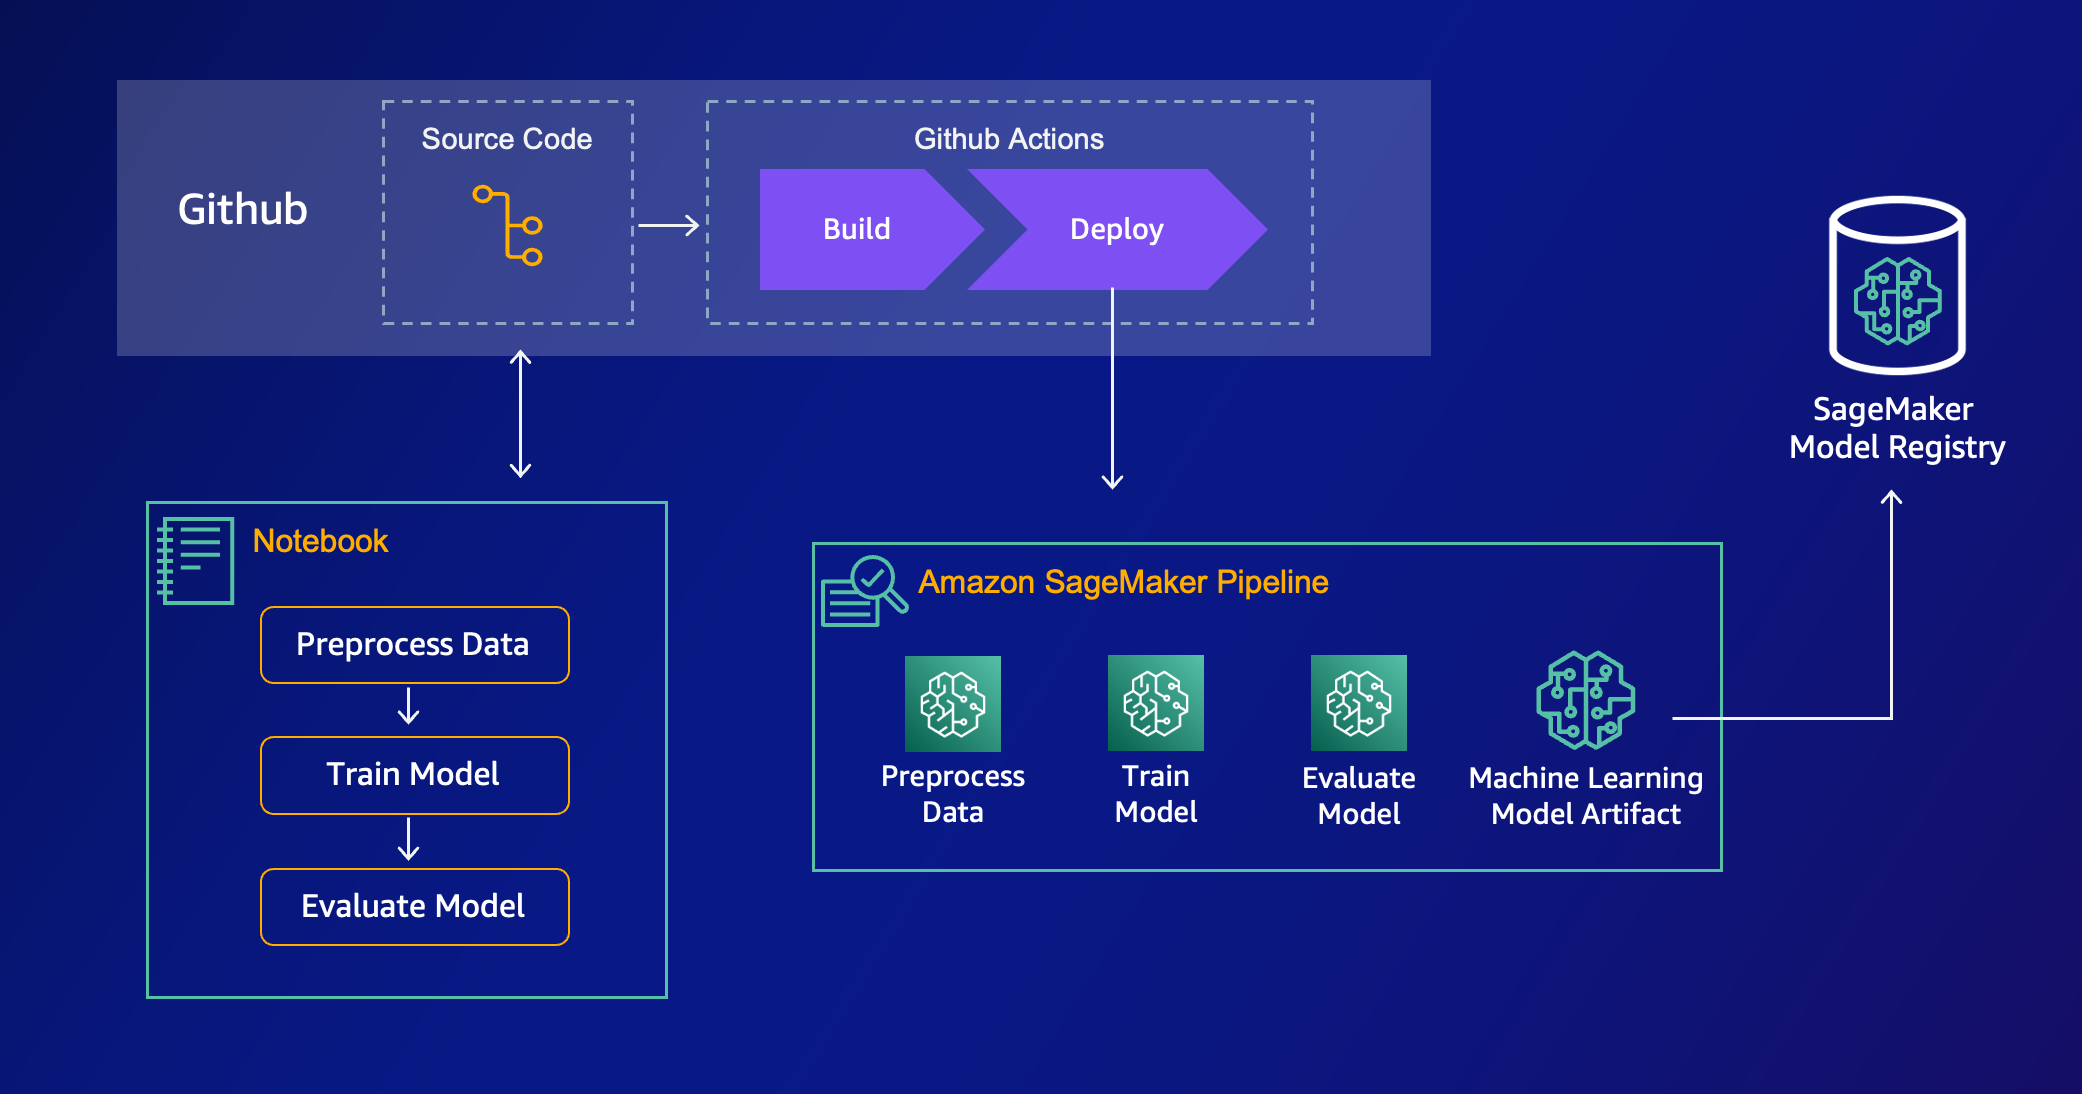 Github
Source Code
Github Actions
Build
Deploy
SageMaker
Model Registry
Notebook
Preprocess Data
Train Model
Evaluate Model
Amazon SageMaker Pipeline
Preprocess
Data
Train
Model
Evaluate
Model
Machine Learning
Model Artifact